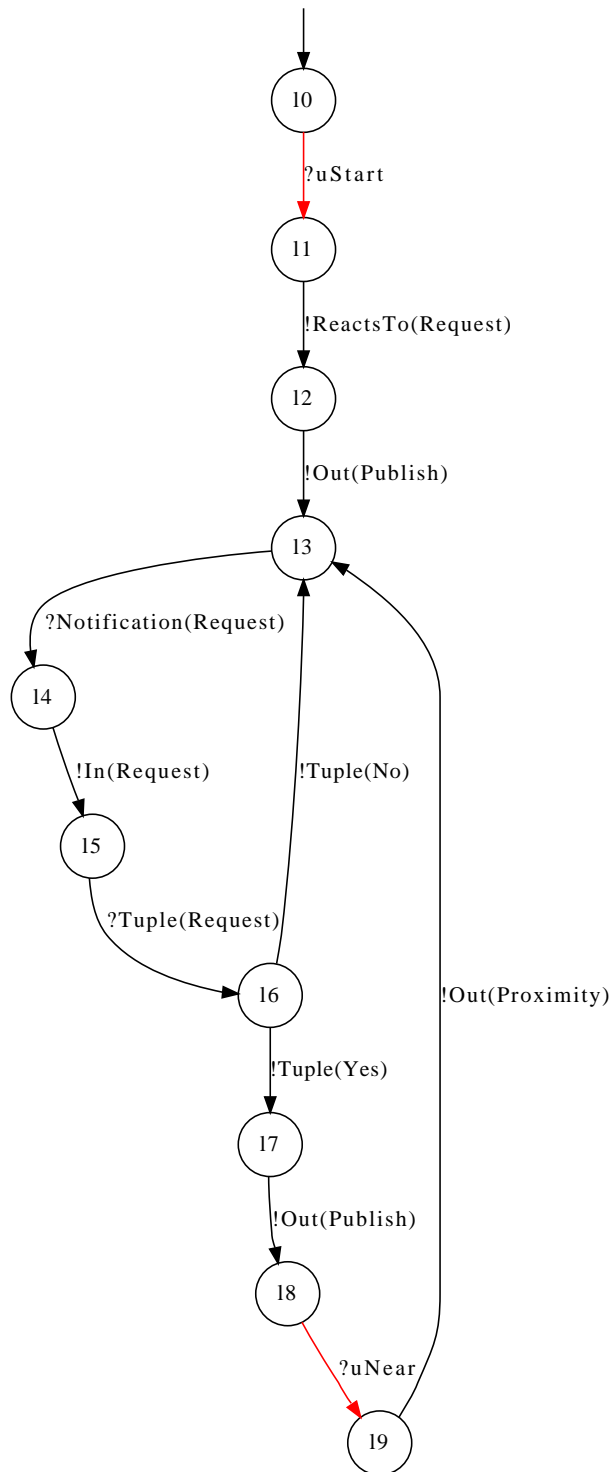 l0
?uStart
l1
!ReactsTo(Request)
l2
!Out(Publish)
l3
?Notification(Request)
l4
!In(Request)
!Tuple(No)
l5
?Tuple(Request)
l6
!Out(Proximity)
!Tuple(Yes)
l7
!Out(Publish)
l8
?uNear
l9